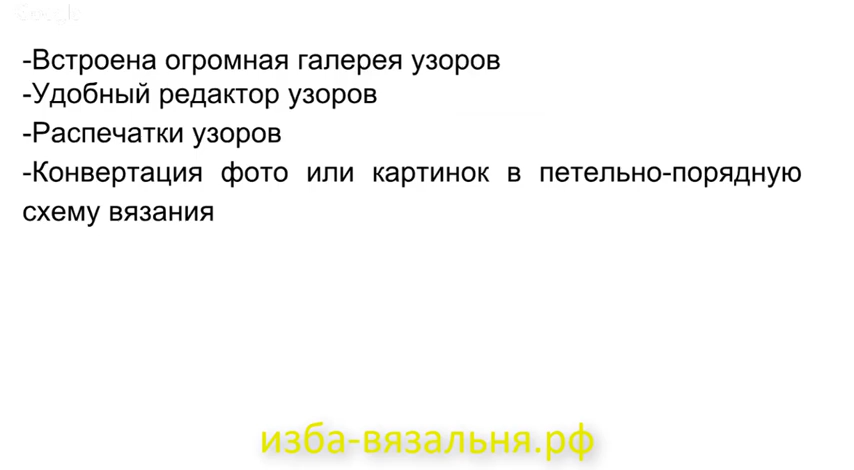 Google
-Встроена огромная галерея узоров
-Удобный редактор узоров
-Распечатки узоров
-Конвертация фото или картинок в петельно-порядную
схему вязания
изба-вязальня.рф